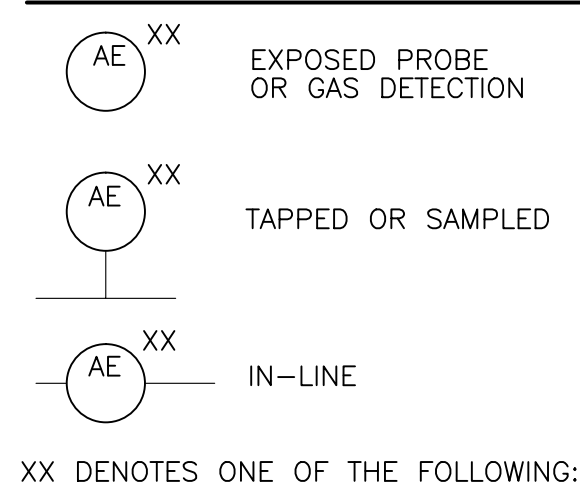 XX
AE
EXPOSED PROBE
OR GAS DETECTION
XX
AE
TAPPED OR SAMPLED
XX
AE
IN-LINE
XX DENOTES ONE OF THE FOLLOWING: